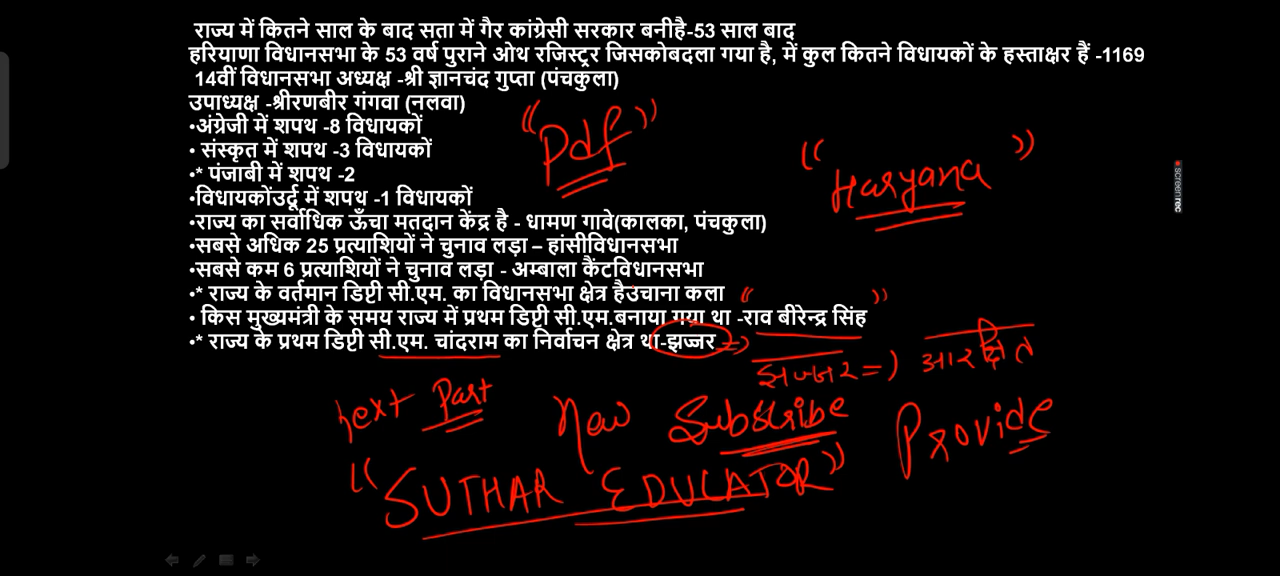 राज्य में कितने साल के बाद सता में गैर कांग्रेसी सरकार बनीहै-53 साल बाद
हरियाणा विधानसभा के 53 वर्ष पुराने ओथ रजिस्ट्रर जिसकोबदला गया है, में कुल कितने विधायकों के हस्ताक्षर हैं -1169
14वीं विधानसभा अध्यक्ष -श्री ज्ञानचंद गुप्ता (पंचकुला)
उपाध्यक्ष -श्रीरणबीर गंगवा (नलवा)
•अंग्रेजी में शपथ -8 विधायकों
• संस्कृत में शपथ -3 विधायकों
•* पंजाबी में शपथ -2
•विधायकोंउर्दू में शपथ -1 विधायकों
•राज्य का सर्वाधिक ऊँचा मतदान केंद्र है - धामण गावे(कालका, पंचकुला)
•सबसे अधिक 25 प्रत्याशियों ने चुनाव लड़ा – हांसीविधानसभा
•सबसे कम 6 प्रत्याशियों ने चुनाव लड़ा - अम्बाला कैंटविधानसभा
•* राज्य के वर्तमान डिप्टी सी.एम. का विधानसभा क्षेत्र हैउचाना कला
• किस मुख्यमंत्री के समय राज्य में प्रथम डिप्टी सी.एम.बनाया गया था -राव बीरेन्द्र सिंह
•* राज्य के प्रथम डिप्टी सी.एम. चांदराम का निर्वाचन क्षेत्र था-झज्जर =)
"Pdf"
"Haryana"
झज्जर =) आरक्षित
next Part New Subscribe Provide
"SUTHAR EDUCATOR"
screenrec